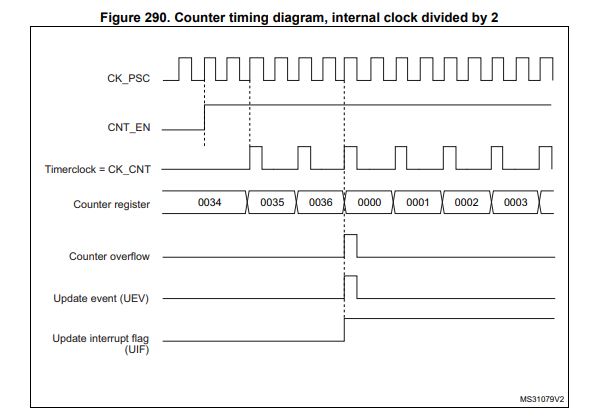 Figure 290. Counter timing diagram, internal clock divided by 2
CK_PSC
CNT_EN
Timerclock = CK_CNT
Counter register
0034 0035 0036 0000 0001 0002 0003
Counter overflow
Update event (UEV)
Update interrupt flag
(UIF)
MS31079V2